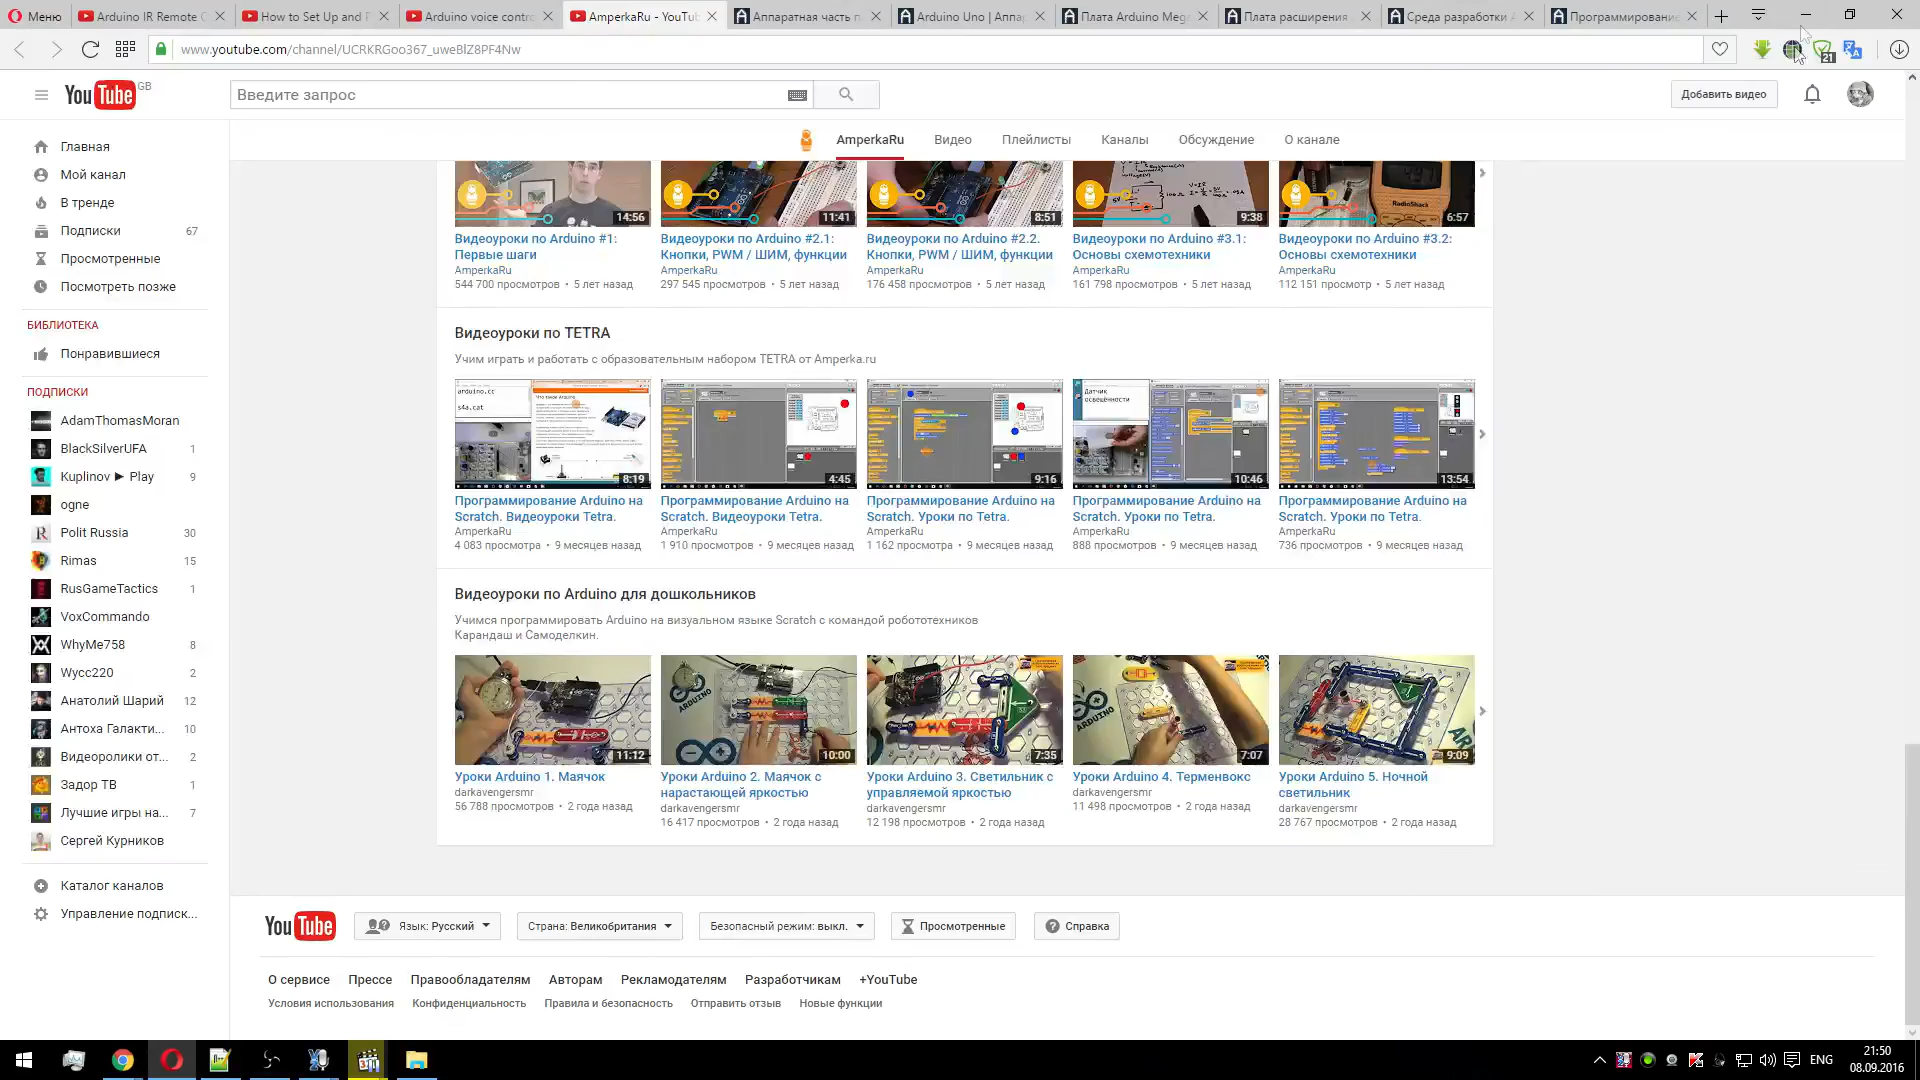 Меню
Arduino IR Remote C
How to Set Up and P
Arduino voice contro
AmperkaRu - YouTu
Аппаратная часть п
Arduino Uno | Аппар
Плата Arduino Mega
Плата расширения
Среда разработки A
Программирование
www.youtube.com/channel/UCRKRGoo367_uweBlZ8PF4Nw
21
YouTube GB
Введите запрос
Добавить видео
AmperkaRu Видео Плейлисты Каналы Обсуждение О канале
Главная
Мой канал
В тренде
Подписки 67
Просмотренные
Посмотреть позже
БИБЛИОТЕКА
Понравившиеся
ПОДПИСКИ
AdamThomasMoran
BlackSilverUFA 1
Kuplinov ► Play 9
ogne
Polit Russia 30
Rimas 15
RusGameTactics 1
VoxCommando
WhyMe758 8
Wycc220 2
Анатолий Шарий 12
Антоха Галакти... 10
Видеоролики от... 2
Задор ТВ 1
Лучшие игры на... 7
Сергей Курников
Каталог каналов
Управление подписк...
14:56
Видеоуроки по Arduino #1:
Первые шаги
AmperkaRu
544 700 просмотров • 5 лет назад
11:41
Видеоуроки по Arduino #2.1:
Кнопки, PWM / ШИМ, функции
AmperkaRu
297 545 просмотров • 5 лет назад
8:51
Видеоуроки по Arduino #2.2.
Кнопки, PWM / ШИМ, функции
AmperkaRu
176 458 просмотров • 5 лет назад
9:38
Видеоуроки по Arduino #3.1:
Основы схемотехники
AmperkaRu
161 798 просмотров • 5 лет назад
RadioShack
6:57
Видеоуроки по Arduino #3.2:
Основы схемотехники
AmperkaRu
112 151 просмотр • 5 лет назад
Видеоуроки по TETRA
Учим играть и работать с образовательным набором TETRA от Amperka.ru
arduino.cc
s4a.cat
Что такое Arduino
8:19
Программирование Arduino на
Scratch. Видеоуроки Tetra.
AmperkaRu
4 083 просмотра • 9 месяцев назад
4:45
Программирование Arduino на
Scratch. Видеоуроки Tetra.
AmperkaRu
1 910 просмотров • 9 месяцев назад
9:16
Программирование Arduino на
Scratch. Уроки по Tetra.
AmperkaRu
1 162 просмотра • 9 месяцев назад
Датчик
освещённости
10:46
Программирование Arduino на
Scratch. Уроки по Tetra.
AmperkaRu
888 просмотров • 9 месяцев назад
13:54
Программирование Arduino на
Scratch. Уроки по Tetra.
AmperkaRu
736 просмотров • 9 месяцев назад
Видеоуроки по Arduino для дошкольников
Учимся программировать Arduino на визуальном языке Scratch с командой робототехников
Карандаш и Самоделкин.
11:12
Уроки Arduino 1. Маячок
darkavengersmr
56 788 просмотров • 2 года назад
ARDUINO
10:00
Уроки Arduino 2. Маячок с
нарастающей яркостью
darkavengersmr
16 417 просмотров • 2 года назад
7:35
Уроки Arduino 3. Светильник с
управляемой яркостью
darkavengersmr
12 198 просмотров • 2 года назад
ARDUINO
7:07
Уроки Arduino 4. Терменвокс
darkavengersmr
11 498 просмотров • 2 года назад
9:09
Уроки Arduino 5. Ночной
светильник
darkavengersmr
28 767 просмотров • 2 года назад
YouTube
Язык: Русский
Страна: Великобритания
Безопасный режим: выкл.
Просмотренные
Справка
О сервисе Прессе Правообладателям Авторам Рекламодателям Разработчикам +YouTube
Условия использования Конфиденциальность Правила и безопасность Отправить отзыв Новые функции
ENG
21:50
08.09.2016